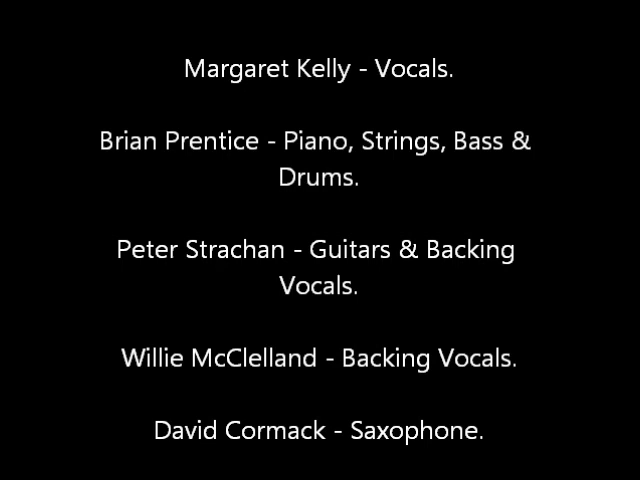 Margaret Kelly - Vocals.
Brian Prentice - Piano, Strings, Bass &
Drums.
Peter Strachan - Guitars & Backing
Vocals.
Willie McClelland - Backing Vocals.
David Cormack - Saxophone.